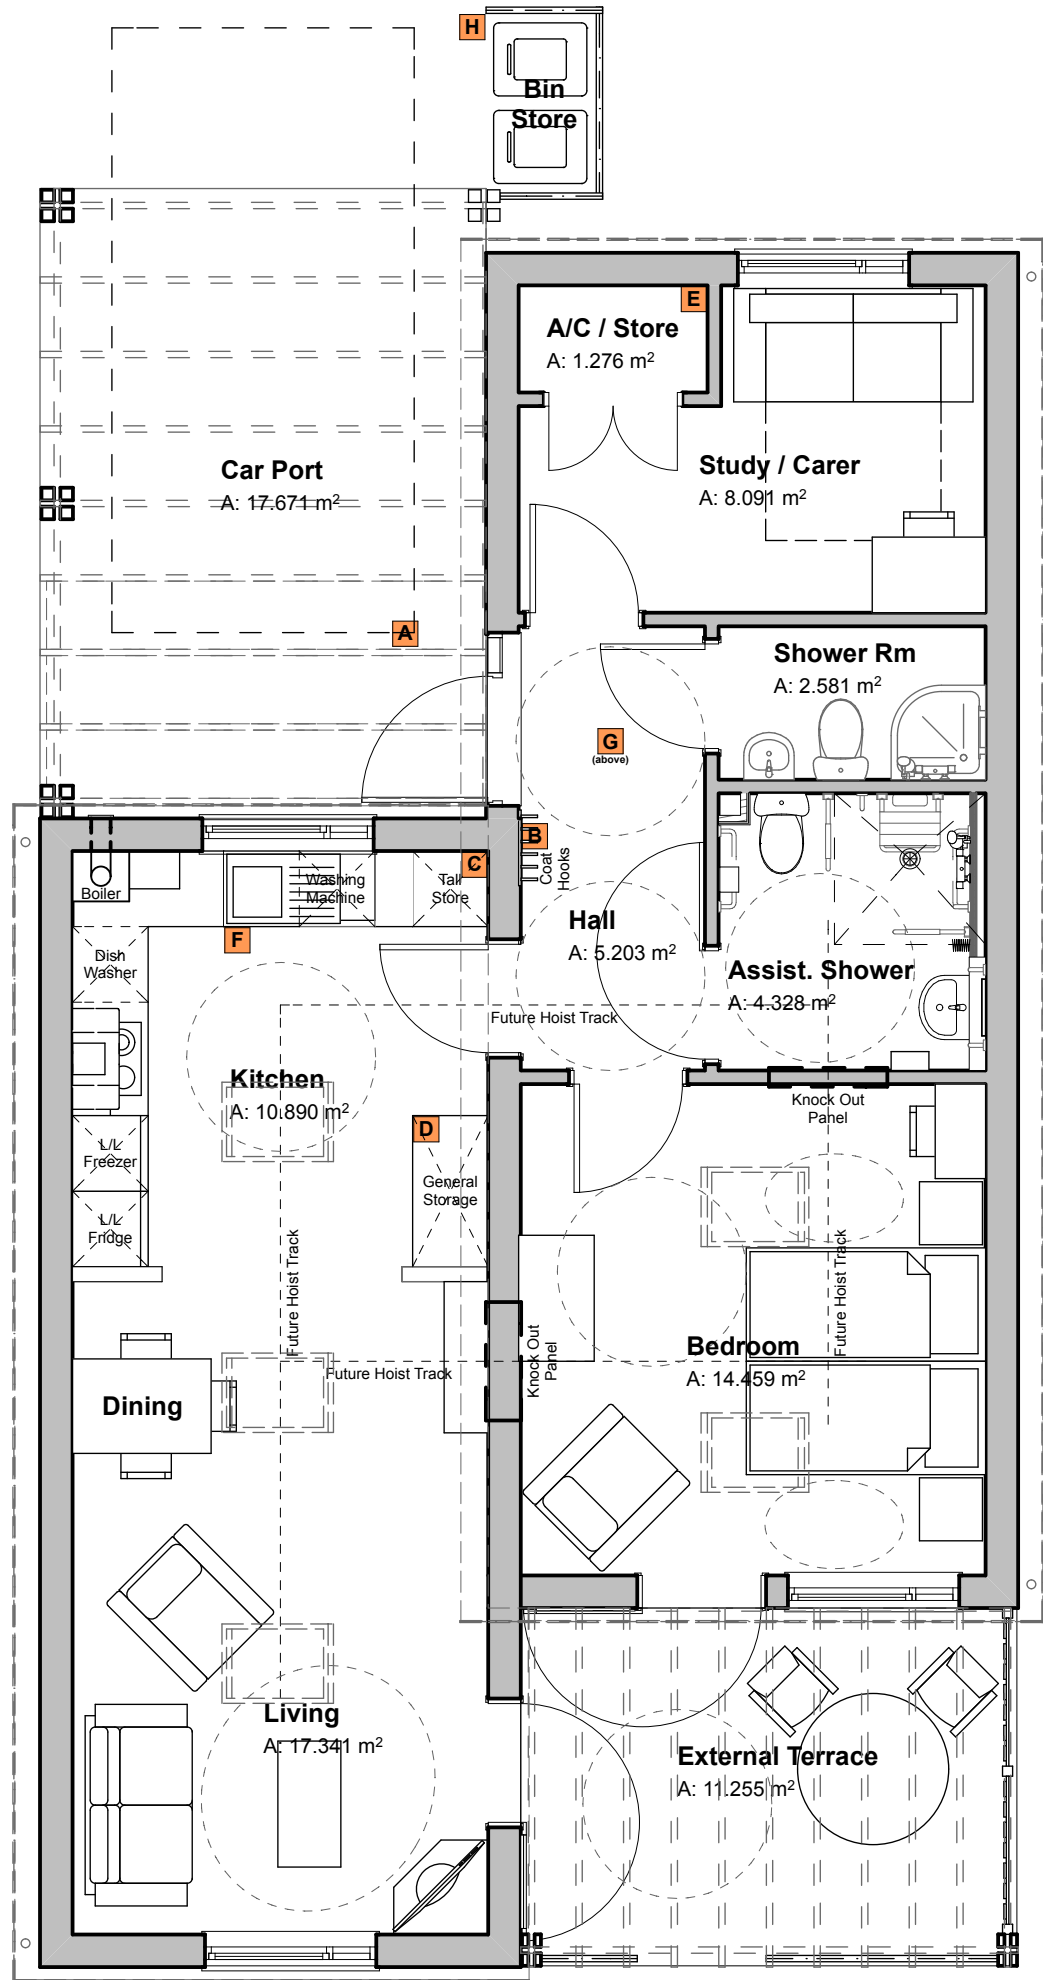 H
Bin
Store
E
A/C / Store
A: 1.276 m²
Car Port
A: 17.671 m²
Study / Carer
A: 8.091 m²
A
Shower Rm
A: 2.581 m²
G
(above)
B
Coat
Hooks
C
Boiler
Washing
Machine
Tall
Store
F
Dish
Washer
Hall
A: 5.203 m²
Assist. Shower
A: 4.328 m²
Future Hoist Track
Kitchen
A: 10.890 m²
Knock Out
Panel
D
L/L
Freezer
General
Storage
L/L
Fridge
Future Hoist Track
Future Hoist Track
Knock Out
Panel
Bedroom
A: 14.459 m²
Future Hoist Track
Dining
Living
A: 17.341 m²
External Terrace
A: 11.255 m²